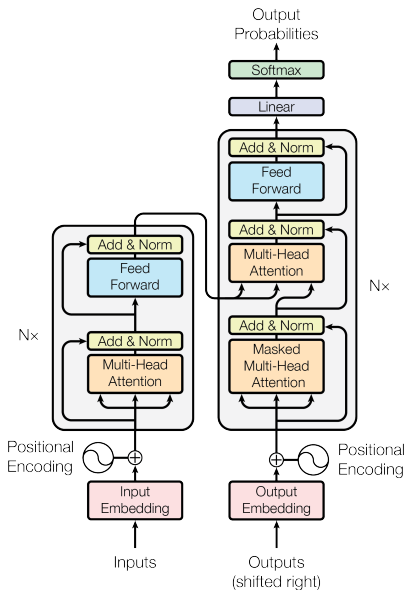 Output
Probabilities
Softmax
Linear
Add & Norm
Feed
Forward
Add & Norm
Multi-Head
Attention
Add & Norm
Masked
Multi-Head
Attention
N×
Add & Norm
Feed
Forward
Add & Norm
Multi-Head
Attention
N×
Positional
Encoding
Positional
Encoding
Input
Embedding
Output
Embedding
Inputs
Outputs
(shifted right)